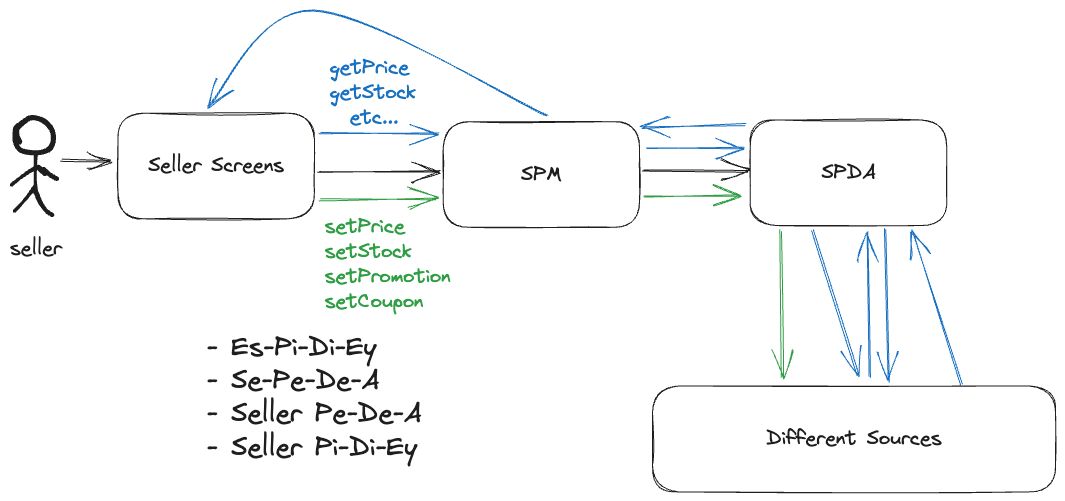 getPrice
getStock
etc...
Seller Screens
SPM
SPDA
seller
setPrice
setStock
setPromotion
setCoupon
- Es-Pi-Di-Ey
- Se-Pe-De-A
- Seller Pe-De-A
- Seller Pi-Di-Ey
Different Sources